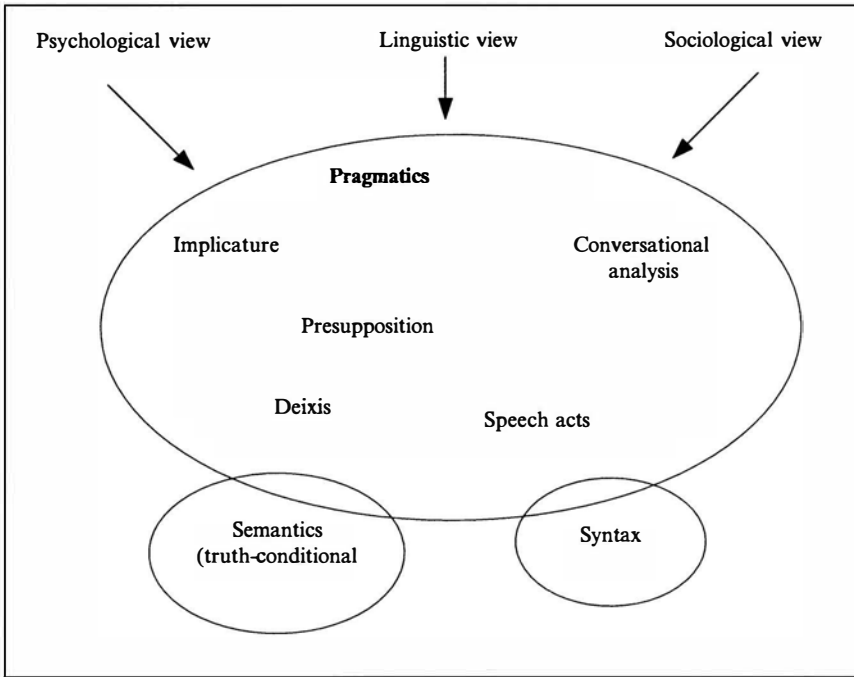 Psychological view
Linguistic view
Sociological view
Pragmatics
Implicature
Conversational
analysis
Presupposition
Deixis
Speech acts
Semantics
(truth-conditional
Syntax